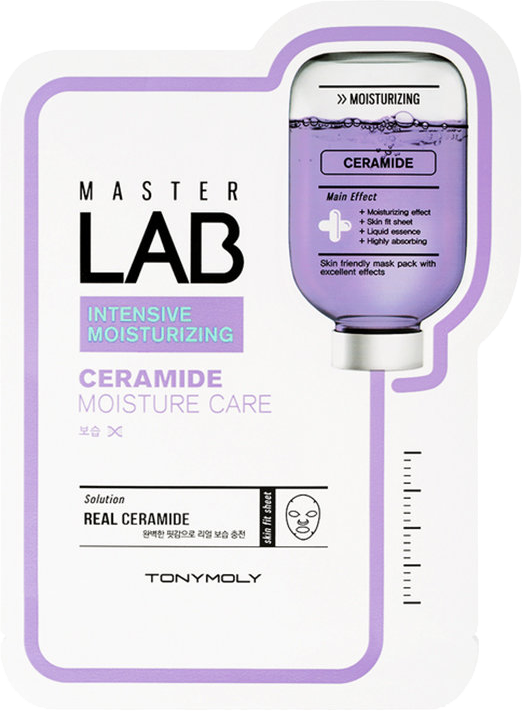 » MOISTURIZING
CERAMIDE
Main Effect
+ Moisturizing effect
+ Skin fit sheet
+ Liquid essence
+ Highly absorbing
Skin friendly mask pack with
excellent effects
MASTER
LAB
INTENSIVE
MOISTURIZING
CERAMIDE
MOISTURE CARE
보습
Solution
REAL CERAMIDE
완벽한 핏감으로 리얼 보습 충전
skin fit sheet
TONYMOLY